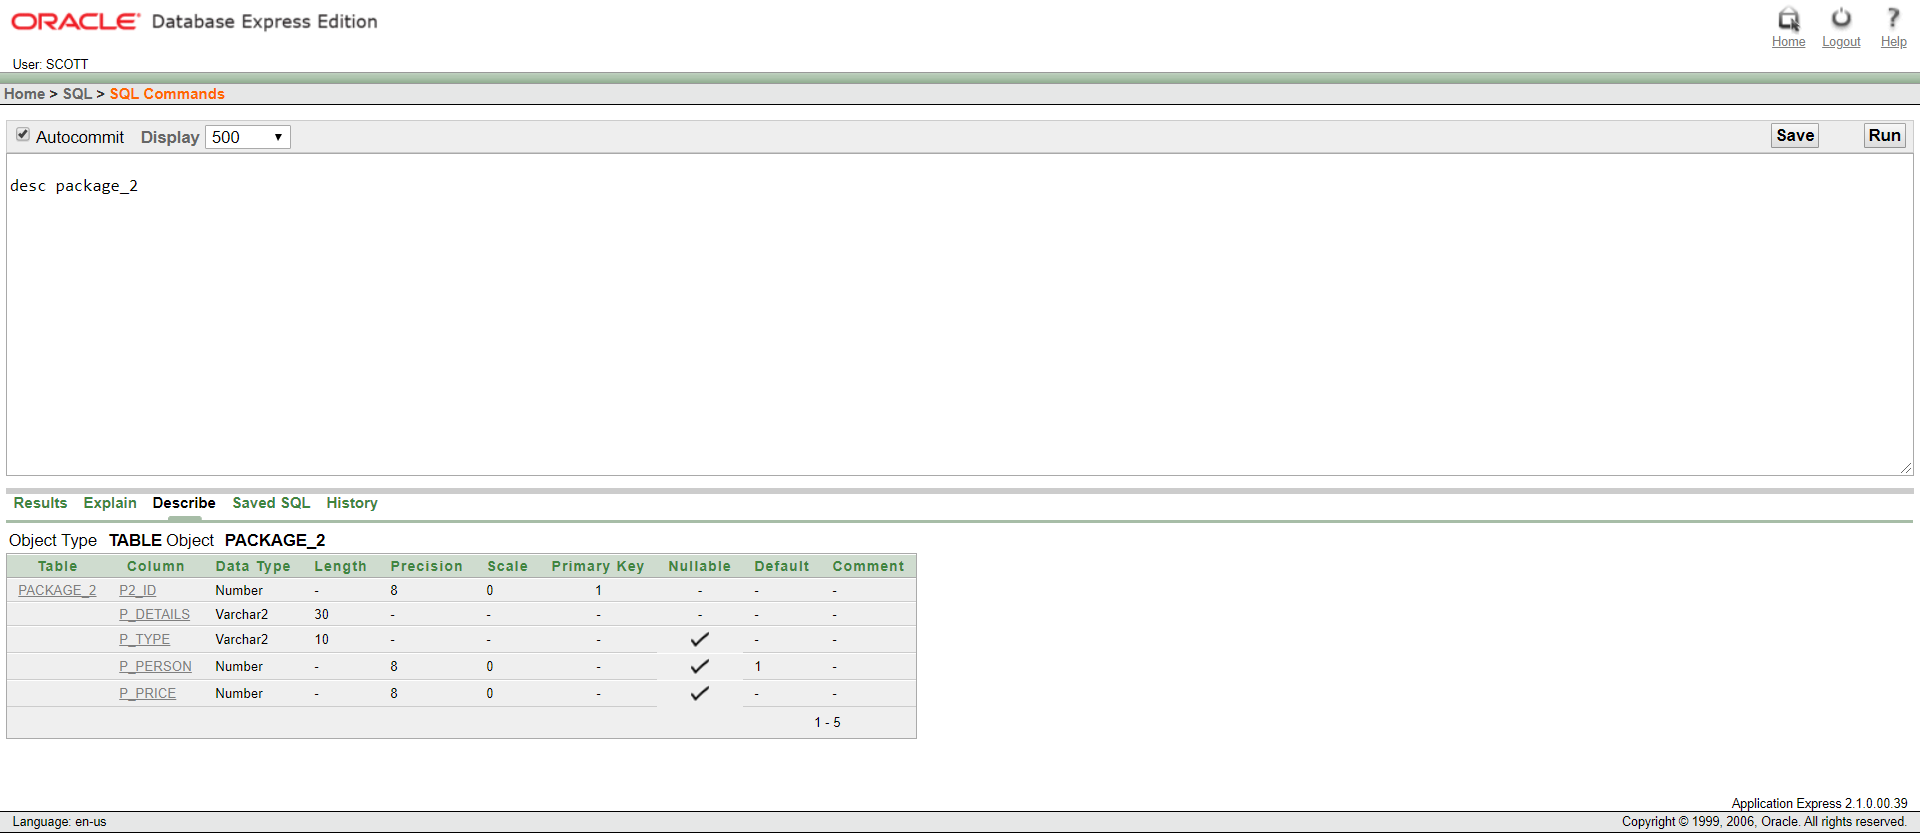 ORACLE Database Express Edition
Home Logout Help
User: SCOTT
Home > SQL > SQL Commands
Autocommit Display 500 Save Run
desc package_2
Results Explain Describe Saved SQL History
Object Type TABLE Object PACKAGE_2
Table Column Data Type Length Precision Scale Primary Key Nullable Default Comment
PACKAGE_2 P2_ID Number - 8 0 1 - - -
P_DETAILS Varchar2 30 - - - - - -
P_TYPE Varchar2 10 - - - - -
P_PERSON Number - 8 0 - 1 -
P_PRICE Number - 8 0 - - -
1 - 5
Application Express 2.1.0.00.39
Language: en-us Copyright © 1999, 2006, Oracle. All rights reserved.